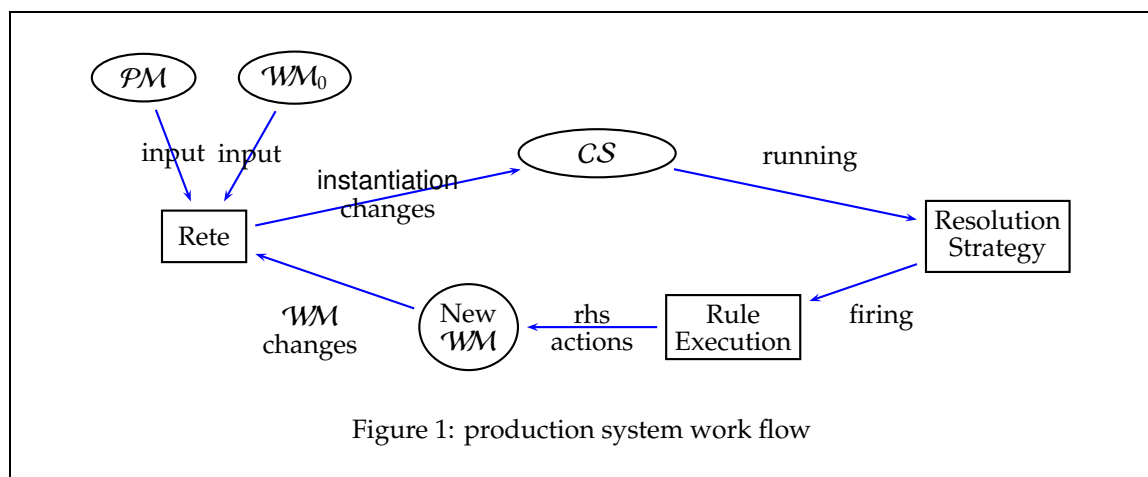 PM
WM₀
input
input
CS
running
instantiation
changes
Rete
Resolution
Strategy
WM
changes
New
WM
rhs
actions
Rule
Execution
firing
Figure 1: production system work flow